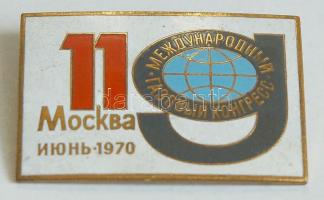 11
МЕЖДУНАРОДНЫЙ
ГАЗОВЫЙ КОНГРЕСС
Москва
ИЮНЬ·1970